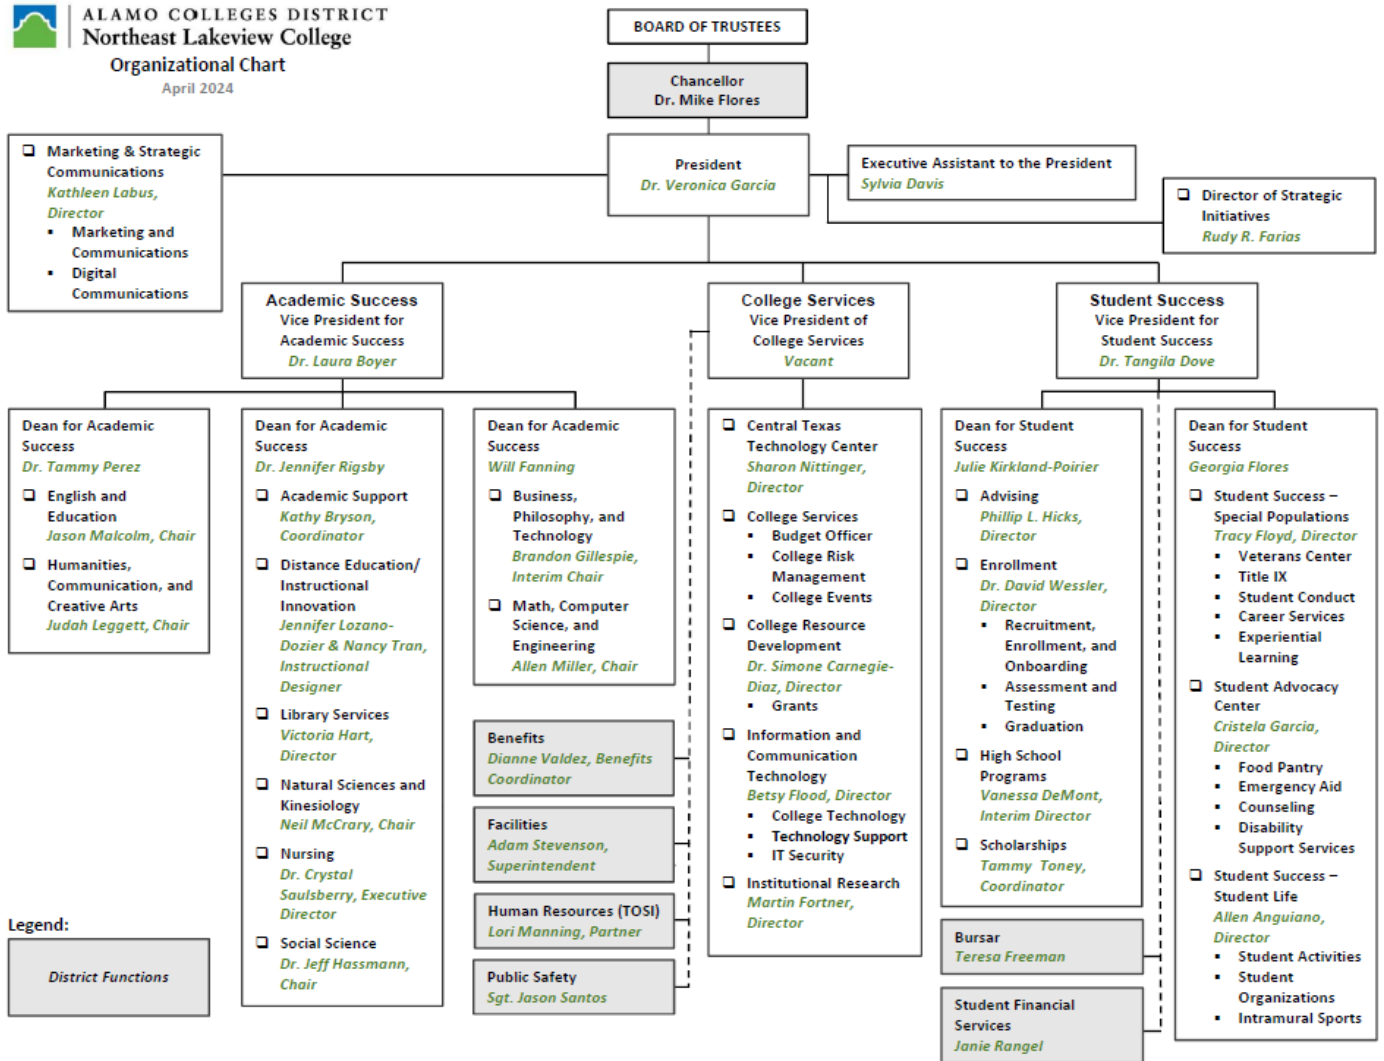 ALAMO COLLEGES DISTRICT
Northeast Lakeview College
Organizational Chart
April 2024
BOARD OF TRUSTEES
Chancellor
Dr. Mike Flores
President
Dr. Veronica Garcia
Executive Assistant to the President
Sylvia Davis
Director of Strategic
Initiatives
Rudy R. Farias
Marketing & Strategic
Communications
Kathleen Labus,
Director
Marketing and
Communications
Digital
Communications
Academic Success
Vice President for
Academic Success
Dr. Laura Boyer
College Services
Vice President of
College Services
Vacant
Student Success
Vice President for
Student Success
Dr. Tangila Dove
Dean for Academic
Success
Dr. Tammy Perez
English and
Education
Jason Malcolm, Chair
Humanities,
Communication, and
Creative Arts
Judah Leggett, Chair
Dean for Academic
Success
Dr. Jennifer Rigsby
Academic Support
Kathy Bryson,
Coordinator
Distance Education/
Instructional
Innovation
Jennifer Lozano-
Dozier & Nancy Tran,
Instructional
Designer
Library Services
Victoria Hart,
Director
Natural Sciences and
Kinesiology
Neil McCrary, Chair
Nursing
Dr. Crystal
Saulsberry, Executive
Director
Social Science
Dr. Jeff Hassmann,
Chair
Dean for Academic
Success
Will Fanning
Business,
Philosophy, and
Technology
Brandon Gillespie,
Interim Chair
Math, Computer
Science, and
Engineering
Allen Miller, Chair
Benefits
Dianne Valdez, Benefits
Coordinator
Facilities
Adam Stevenson,
Superintendent
Human Resources (TOSI)
Lori Manning, Partner
Public Safety
Sgt. Jason Santos
Central Texas
Technology Center
Sharon Nittinger,
Director
College Services
Budget Officer
College Risk
Management
College Events
College Resource
Development
Dr. Simone Carnegie-
Diaz, Director
Grants
Information and
Communication
Technology
Betsy Flood, Director
College Technology
Technology Support
IT Security
Institutional Research
Martin Fortner,
Director
Dean for Student
Success
Julie Kirkland-Poirier
Advising
Phillip L. Hicks,
Director
Enrollment
Dr. David Wessler,
Director
Recruitment,
Enrollment, and
Onboarding
Assessment and
Testing
Graduation
High School
Programs
Vanessa DeMont,
Interim Director
Scholarships
Tammy Toney,
Coordinator
Bursar
Teresa Freeman
Student Financial
Services
Janie Rangel
Dean for Student
Success
Georgia Flores
Student Success –
Special Populations
Tracy Floyd, Director
Veterans Center
Title IX
Student Conduct
Career Services
Experiential
Learning
Student Advocacy
Center
Cristela Garcia,
Director
Food Pantry
Emergency Aid
Counseling
Disability
Support Services
Student Success –
Student Life
Allen Anguiano,
Director
Student Activities
Student
Organizations
Intramural Sports
Legend:
District Functions